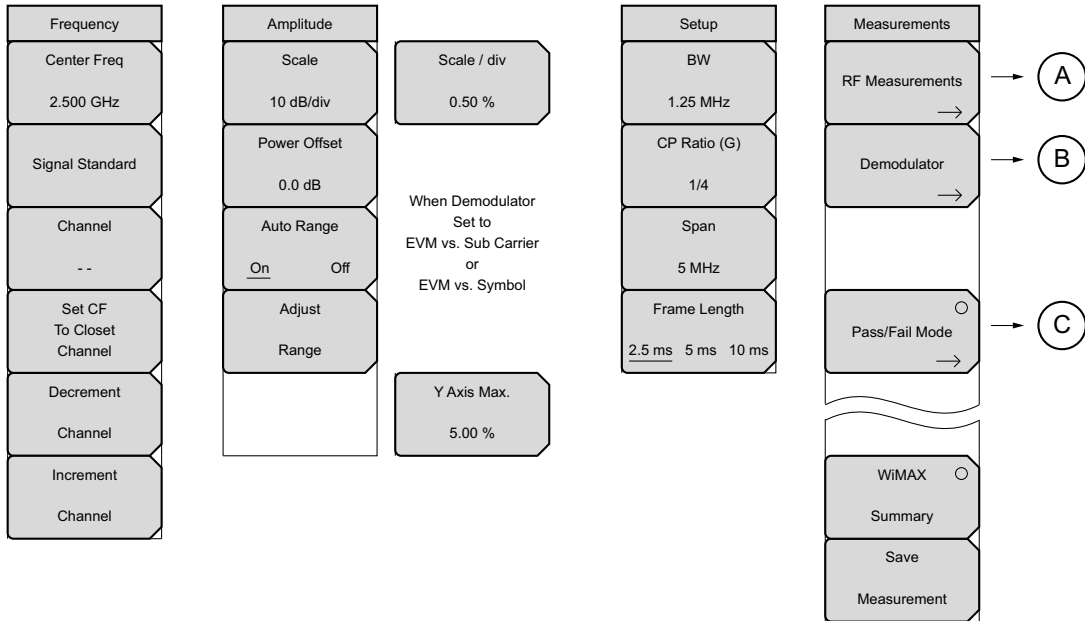 Frequency
Center Freq
2.500 GHz
Signal Standard
Channel
- -
Set CF
To Closet
Channel
Decrement
Channel
Increment
Channel
Amplitude
Scale
10 dB/div
Power Offset
0.0 dB
Auto Range
On Off
Adjust
Range
Scale / div
0.50 %
When Demodulator
Set to
EVM vs. Sub Carrier
or
EVM vs. Symbol
Y Axis Max.
5.00 %
Setup
BW
1.25 MHz
CP Ratio (G)
1/4
Span
5 MHz
Frame Length
2.5 ms 5 ms 10 ms
Measurements
RF Measurements
A
Demodulator
B
Pass/Fail Mode
C
WiMAX
Summary
Save
Measurement